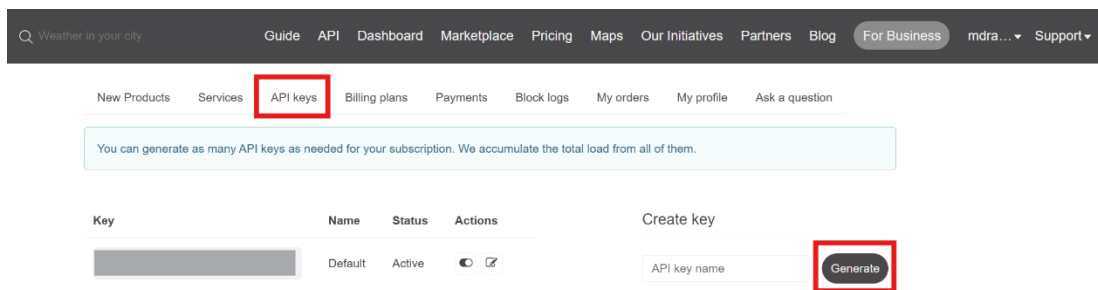 Weather in your city Guide API Dashboard Marketplace Pricing Maps Our Initiatives Partners Blog For Business mdra... Support
New Products Services API keys Billing plans Payments Block logs My orders My profile Ask a question
You can generate as many API keys as needed for your subscription. We accumulate the total load from all of them.
Key Name Status Actions Create key
Default Active API key name Generate